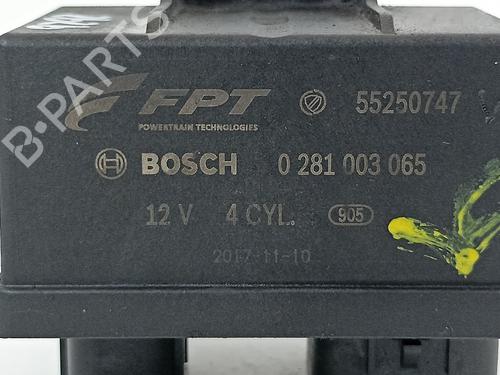 FPT 55250747
POWERTRAIN TECHNOLOGIES
BOSCH 0 281 003 065
12 V 4 CYL. 905
2017-11-10
B-PARTS